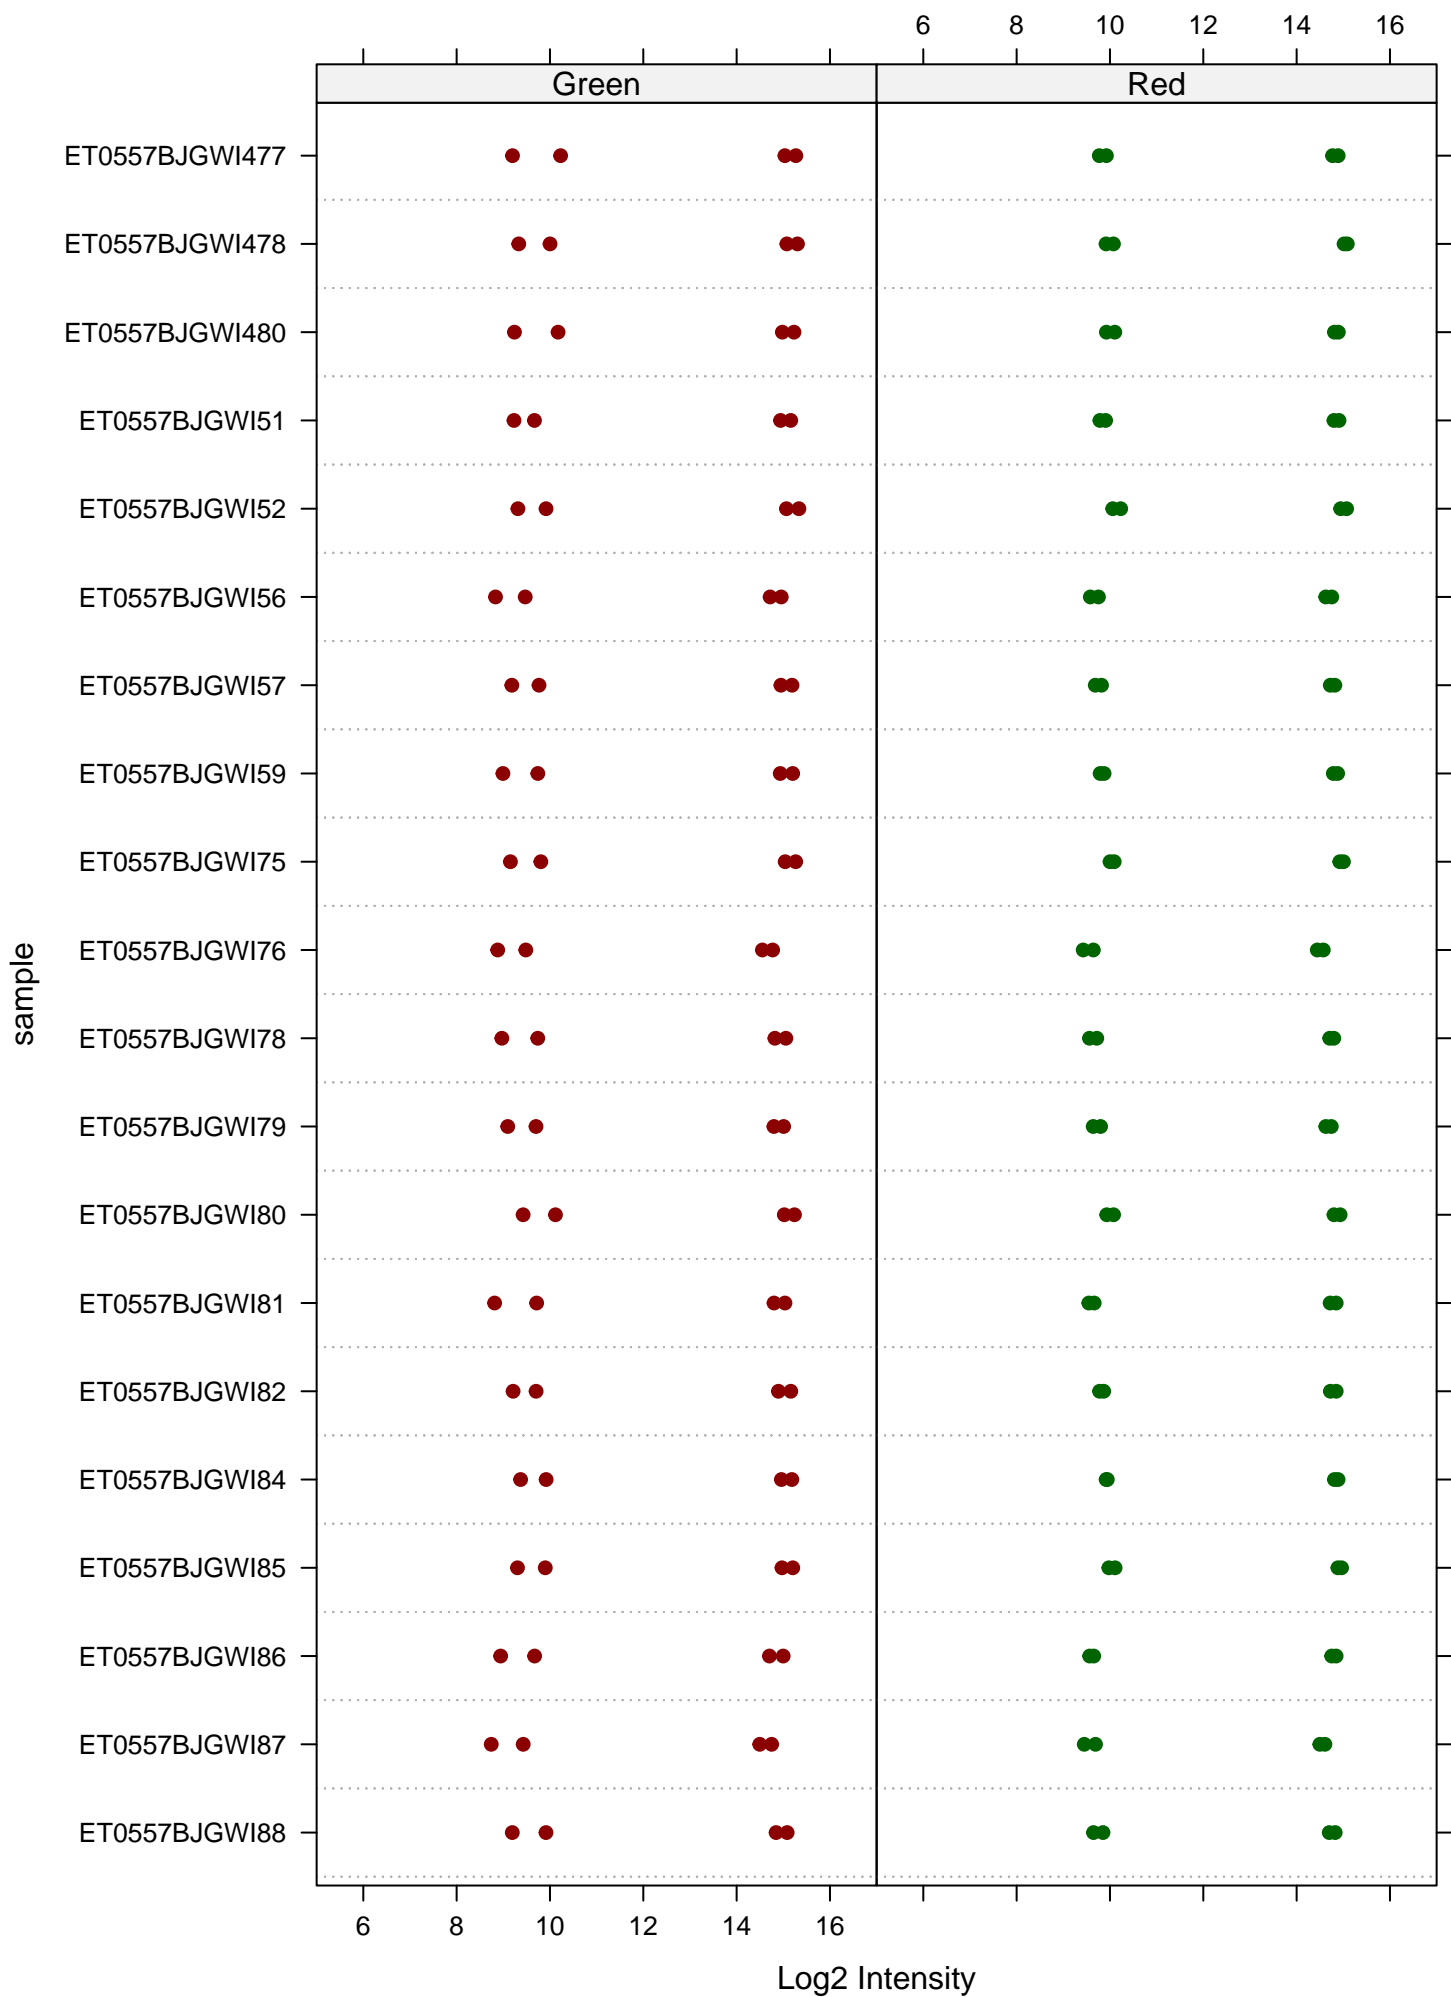 6 8 10 12 14 16
Green Red
ET0557BJGWI477
ET0557BJGWI478
ET0557BJGWI480
ET0557BJGWI51
ET0557BJGWI52
ET0557BJGWI56
ET0557BJGWI57
ET0557BJGWI59
ET0557BJGWI75
ET0557BJGWI76
ET0557BJGWI78
ET0557BJGWI79
ET0557BJGWI80
ET0557BJGWI81
ET0557BJGWI82
ET0557BJGWI84
ET0557BJGWI85
ET0557BJGWI86
ET0557BJGWI87
ET0557BJGWI88
sample
6 8 10 12 14 16
Log2 Intensity